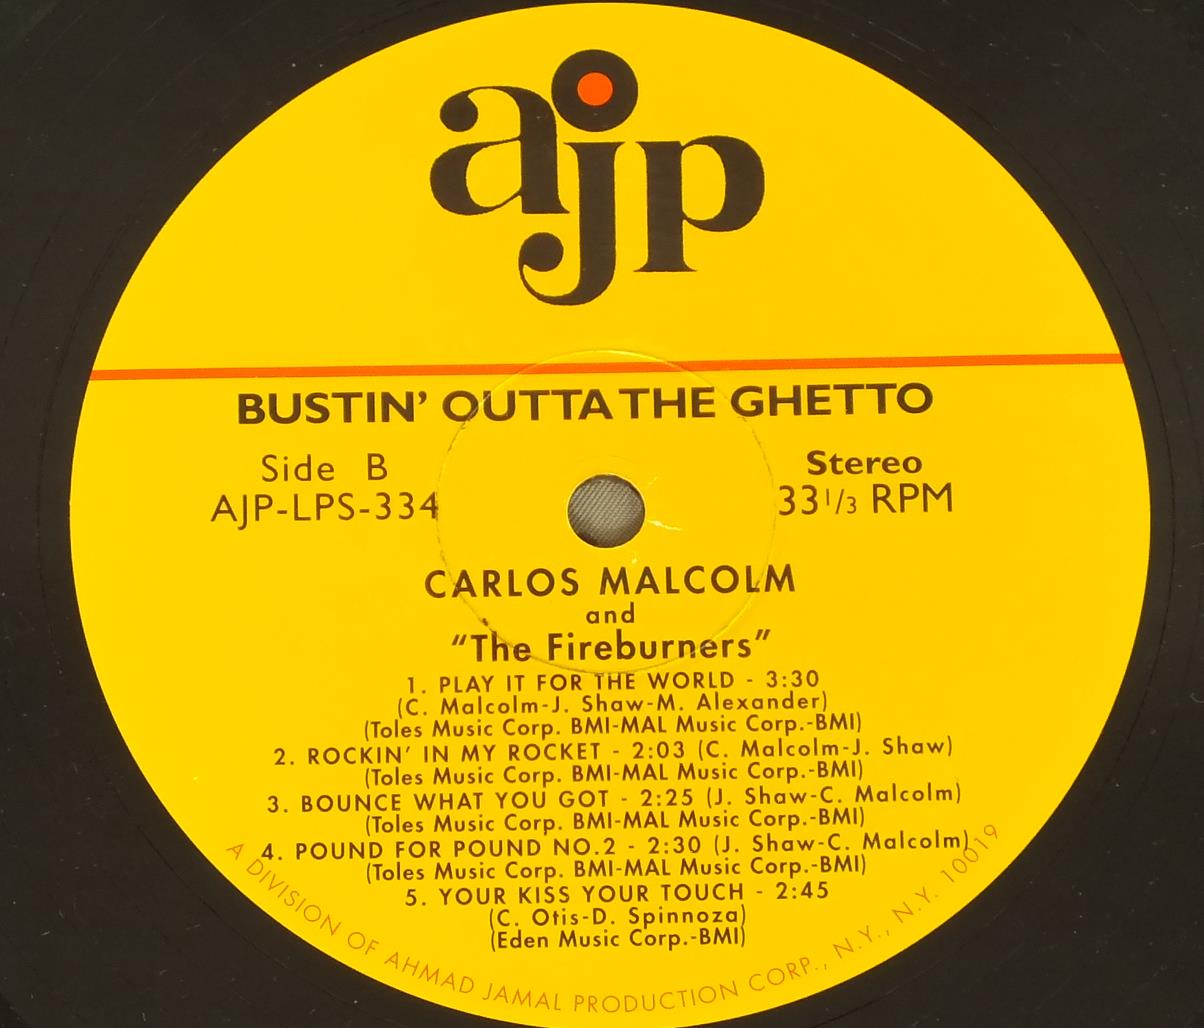 ajp
BUSTIN' OUTTA THE GHETTO
Side B
AJP-LPS-334
Stereo
33 1/3 RPM
CARLOS MALCOLM
and
"The Fireburners"
1. PLAY IT FOR THE WORLD - 3:30
(C. Malcolm-J. Shaw-M. Alexander)
(Toles Music Corp. BMI-MAL Music Corp.-BMI)
2. ROCKIN' IN MY ROCKET - 2:03 (C. Malcolm-J. Shaw)
(Toles Music Corp. BMI-MAL Music Corp.-BMI)
3. BOUNCE WHAT YOU GOT - 2:25 (J. Shaw-C. Malcolm)
(Toles Music Corp. BMI-MAL Music Corp.-BMI)
4. POUND FOR POUND NO.2 - 2:30 (J. Shaw-C. Malcolm)
(Toles Music Corp. BMI-MAL Music Corp.-BMI)
5. YOUR KISS YOUR TOUCH - 2:45
(C. Otis-D. Spinnoza)
(Eden Music Corp.-BMI)
A DIVISION OF AHMAD JAMAL PRODUCTION CORP., N.Y., N.Y. 10019